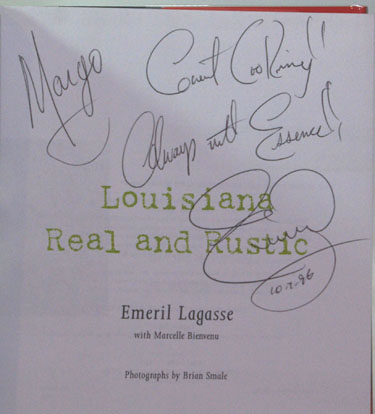 Margo
Great Cooking!!
Always with Essence!!
Louisiana
Real and Rustic
10.7.96
Emeril Lagasse
with Marcelle Bienvenu
Photographs by Brian Smale